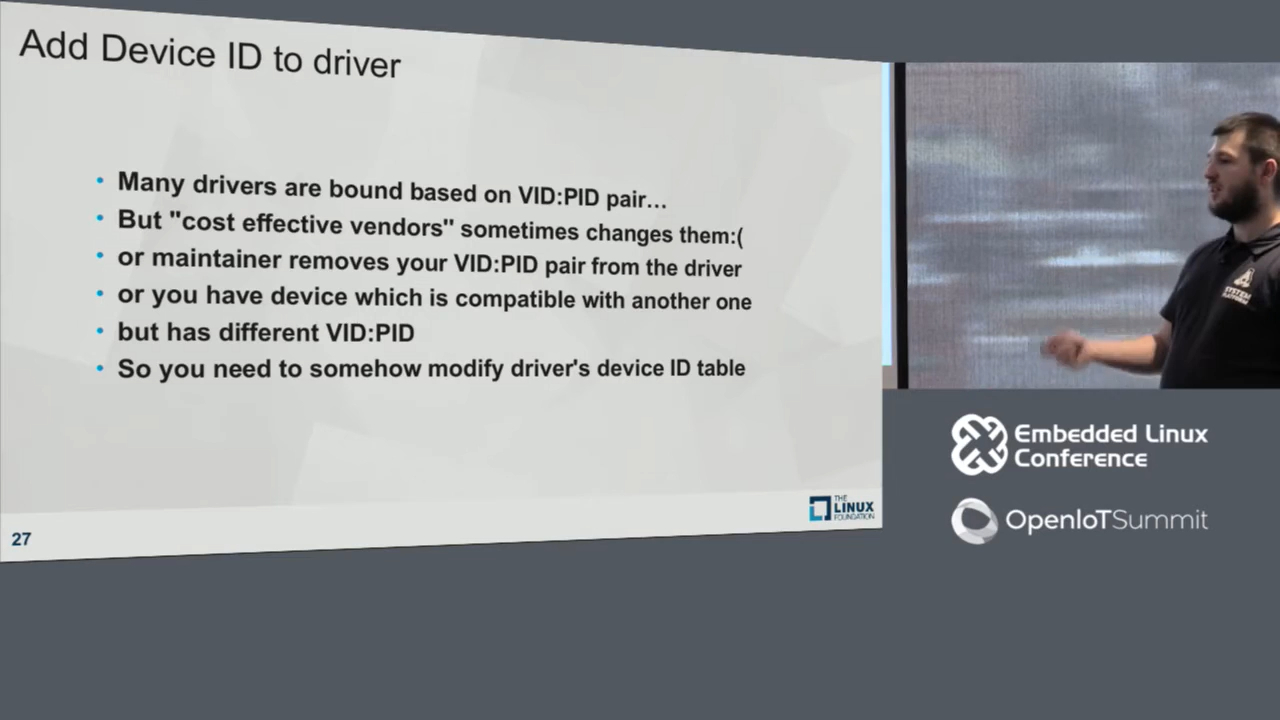 Add Device ID to driver
• Many drivers are bound based on VID:PID pair...
• But "cost effective vendors" sometimes changes them:(
• or maintainer removes your VID:PID pair from the driver
• or you have device which is compatible with another one
• but has different VID:PID
• So you need to somehow modify driver's device ID table
THE
LINUX
FOUNDATION
27
SYSTEM
Embedded Linux
Conference
OpenIoTSummit